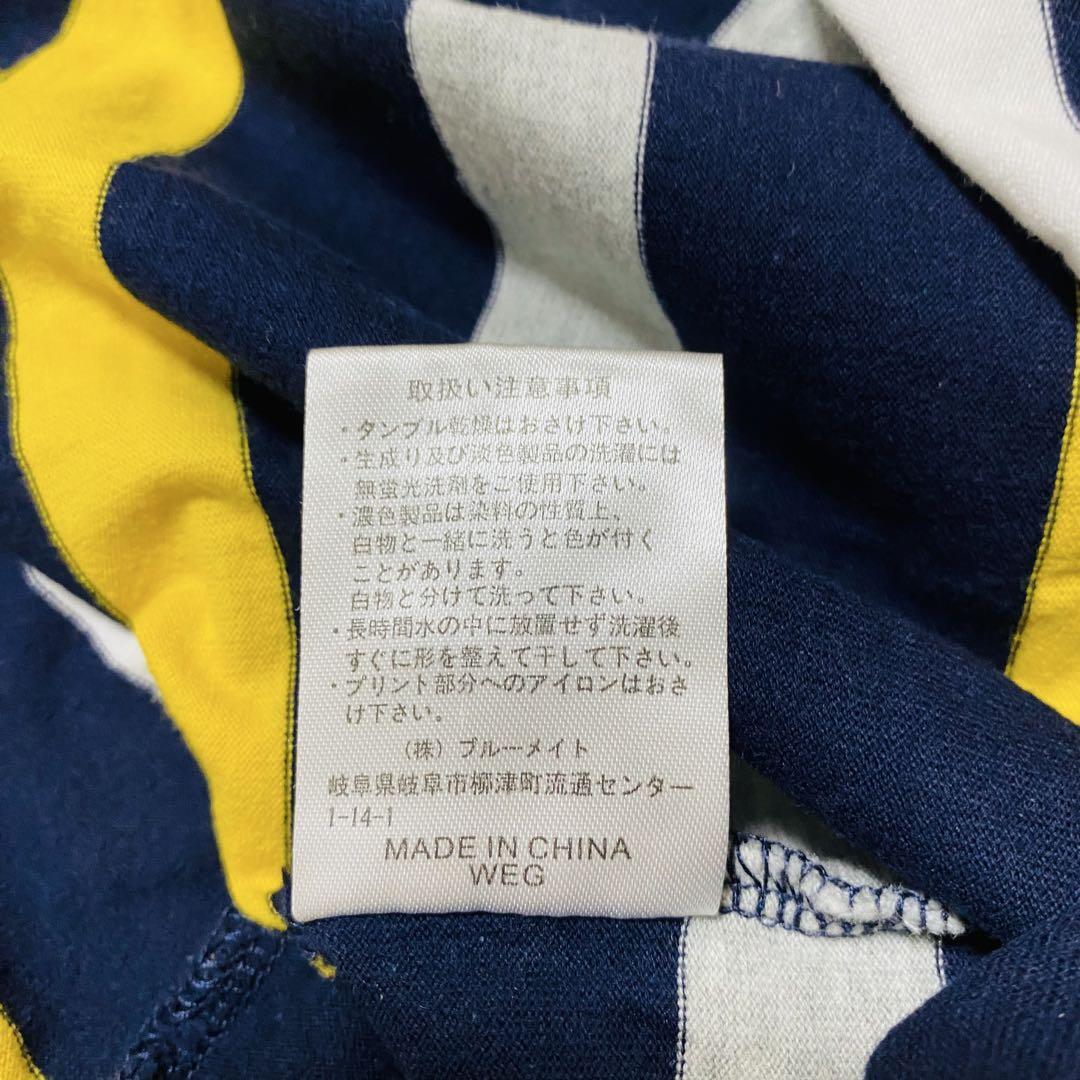 取扱い注意事項
・タンブル乾燥はおさけ下さい。
・生成り及び淡色製品の洗濯には
無蛍光洗剤をご使用下さい。
・濃色製品は染料の性質上、
白物と一緒に洗うと色が付く
ことがあります。
白物と分けて洗って下さい。
・長時間水の中に放置せず洗濯後
すぐに形を整えて干して下さい。
・プリント部分へのアイロンはおさ
け下さい。
（株）ブルーメイト
岐阜県岐阜市柳津町流通センター
1-14-1
MADE IN CHINA
WEG